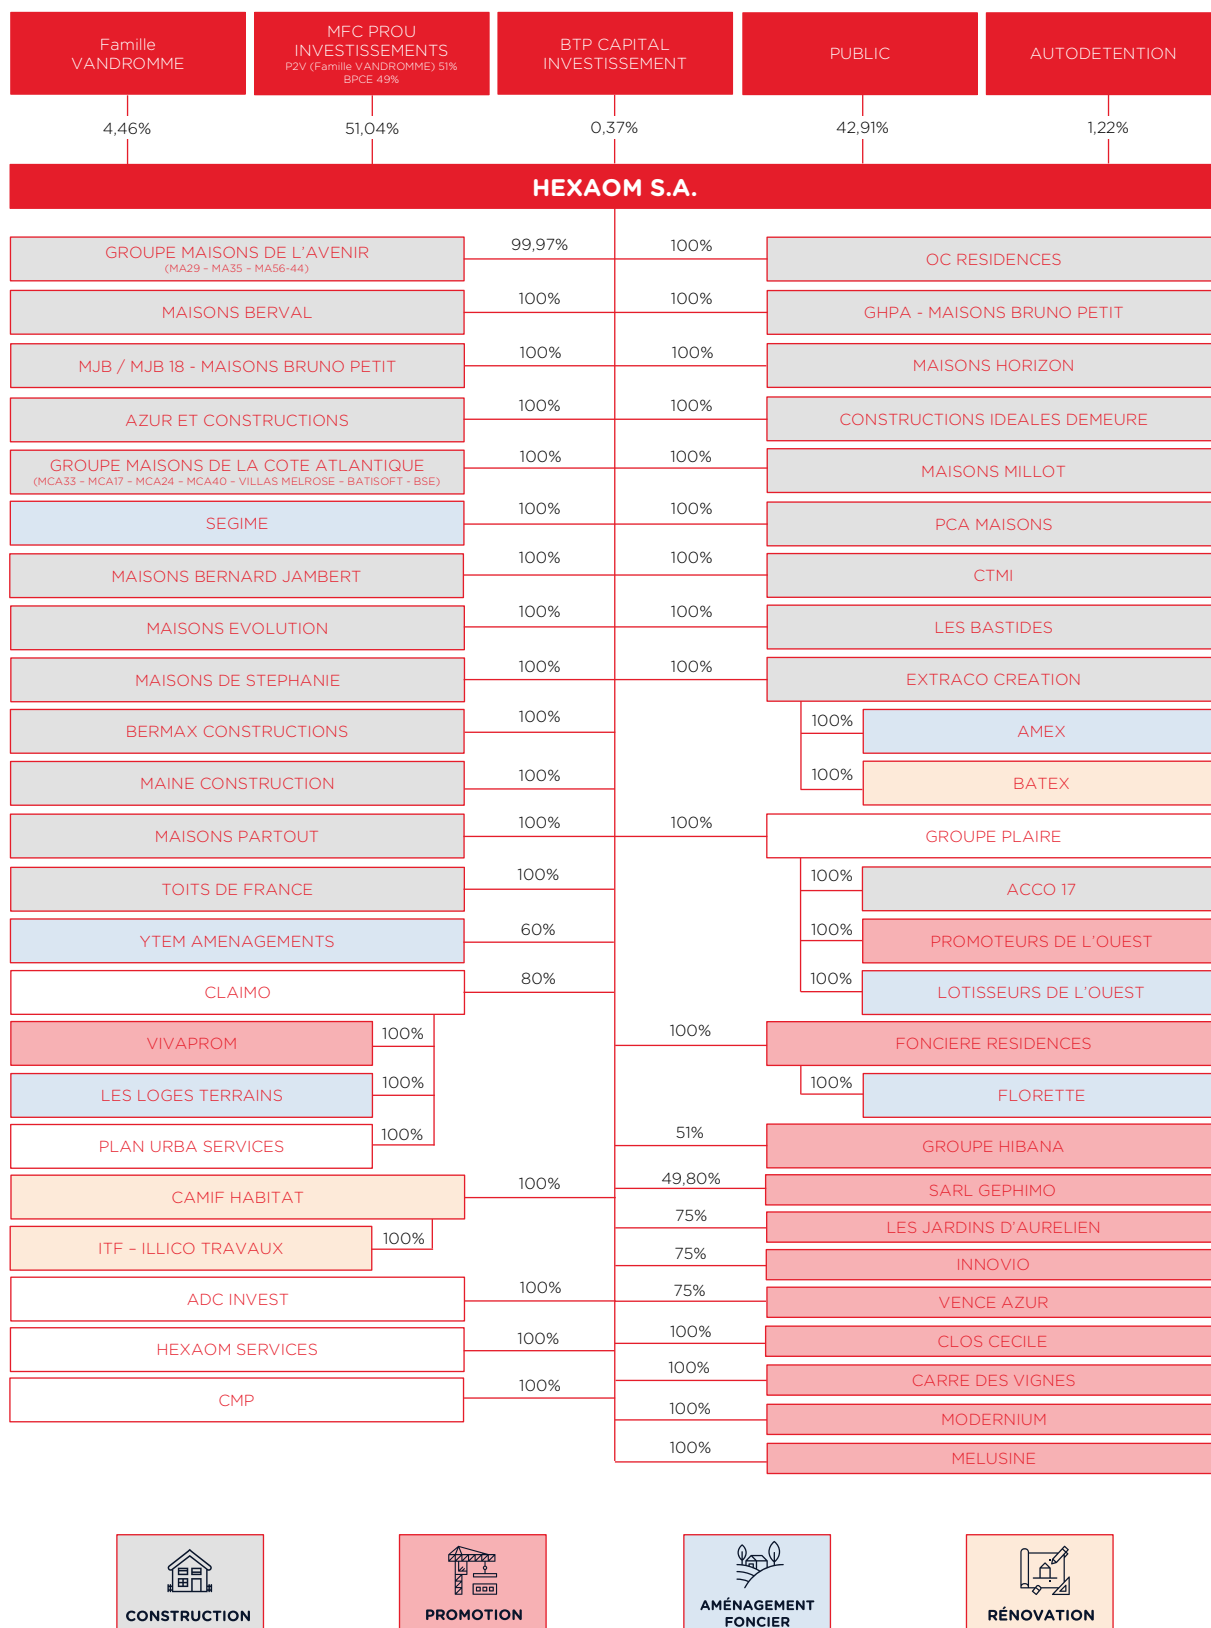 Famille
VANDROMME
MFC PROU
INVESTISSEMENTS
P2V (Famille VANDROMME) 51%
BPCE 49%
BTP CAPITAL
INVESTISSEMENT
PUBLIC
AUTODETENTION
4,46%
51,04%
0,37%
42,91%
1,22%
HEXAOM S.A.
GROUPE MAISONS DE L'AVENIR
(MA29 – MA35 – MA56-44)
99,97%
100%
OC RESIDENCES
MAISONS BERVAL
100%
100%
GHPA - MAISONS BRUNO PETIT
MJB / MJB 18 - MAISONS BRUNO PETIT
100%
100%
MAISONS HORIZON
AZUR ET CONSTRUCTIONS
100%
100%
CONSTRUCTIONS IDEALES DEMEURE
GROUPE MAISONS DE LA COTE ATLANTIQUE
(MCA33 – MCA17 – MCA24 – MCA40 – VILLAS MELROSE – BATISOFT - BSE)
100%
100%
MAISONS MILLOT
SEGIME
100%
100%
PCA MAISONS
MAISONS BERNARD JAMBERT
100%
100%
CTMI
MAISONS EVOLUTION
100%
100%
LES BASTIDES
MAISONS DE STEPHANIE
100%
100%
EXTRACO CREATION
BERMAX CONSTRUCTIONS
100%
100%
AMEX
MAINE CONSTRUCTION
100%
100%
BATEX
MAISONS PARTOUT
100%
100%
GROUPE PLAIRE
TOITS DE FRANCE
100%
100%
ACCO 17
YTEM AMENAGEMENTS
60%
100%
PROMOTEURS DE L'OUEST
CLAIMO
80%
100%
LOTISSEURS DE L'OUEST
VIVAPROM
100%
100%
FONCIERE RESIDENCES
LES LOGES TERRAINS
100%
100%
FLORETTE
PLAN URBA SERVICES
100%
51%
GROUPE HIBANA
CAMIF HABITAT
100%
49,80%
SARL GEPHIMO
75%
LES JARDINS D'AURELIEN
ITF – ILLICO TRAVAUX
100%
75%
INNOVIO
ADC INVEST
100%
75%
VENCE AZUR
HEXAOM SERVICES
100%
100%
CLOS CECILE
100%
CARRE DES VIGNES
CMP
100%
100%
MODERNIUM
100%
MELUSINE
CONSTRUCTION
PROMOTION
AMÉNAGEMENT
FONCIER
RÉNOVATION